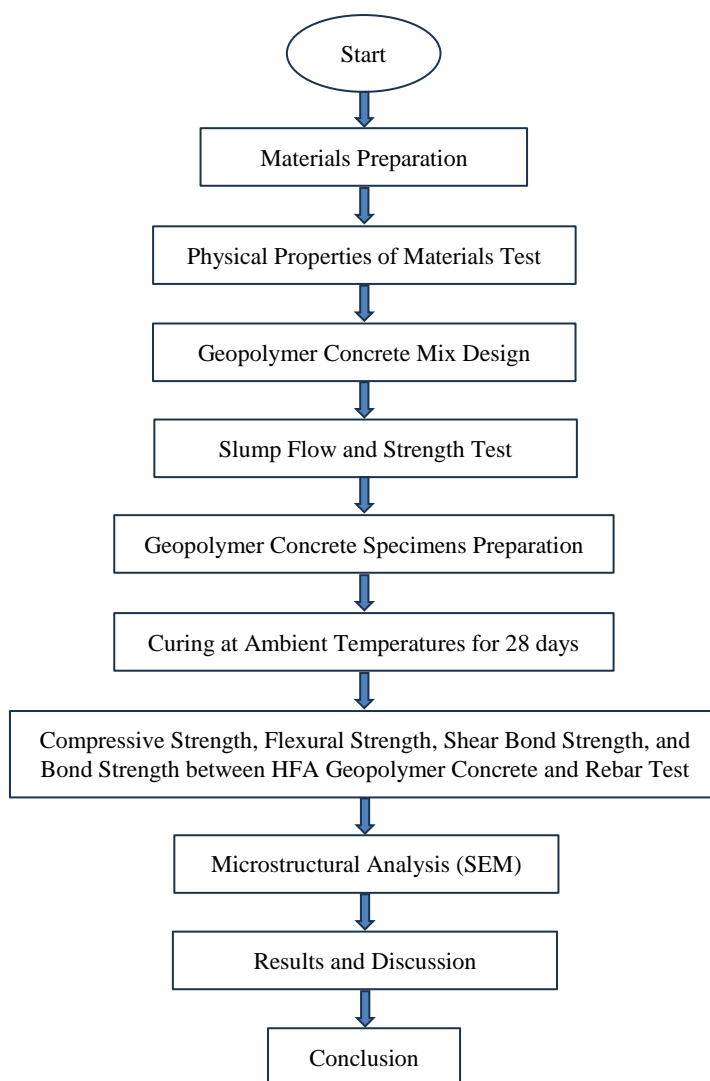 Start
Materials Preparation
Physical Properties of Materials Test
Geopolymer Concrete Mix Design
Slump Flow and Strength Test
Geopolymer Concrete Specimens Preparation
Curing at Ambient Temperatures for 28 days
Compressive Strength, Flexural Strength, Shear Bond Strength, and
Bond Strength between HFA Geopolymer Concrete and Rebar Test
Microstructural Analysis (SEM)
Results and Discussion
Conclusion